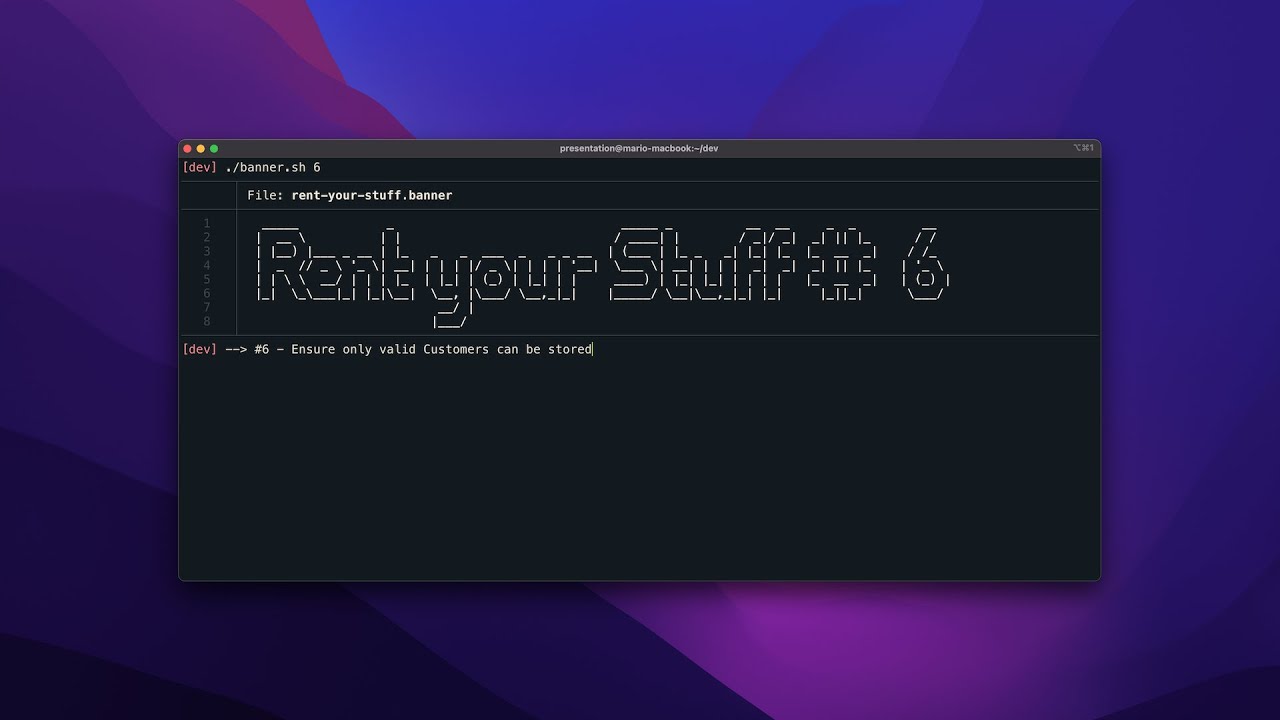 presentation@mario-macbook:~/dev
⌥⌘1
[dev] ./banner.sh 6
File: rent-your-stuff.banner
1
2
3
4
5
6
7
8
Rent your Stuff # 6
[dev] --> #6 - Ensure only valid Customers can be stored